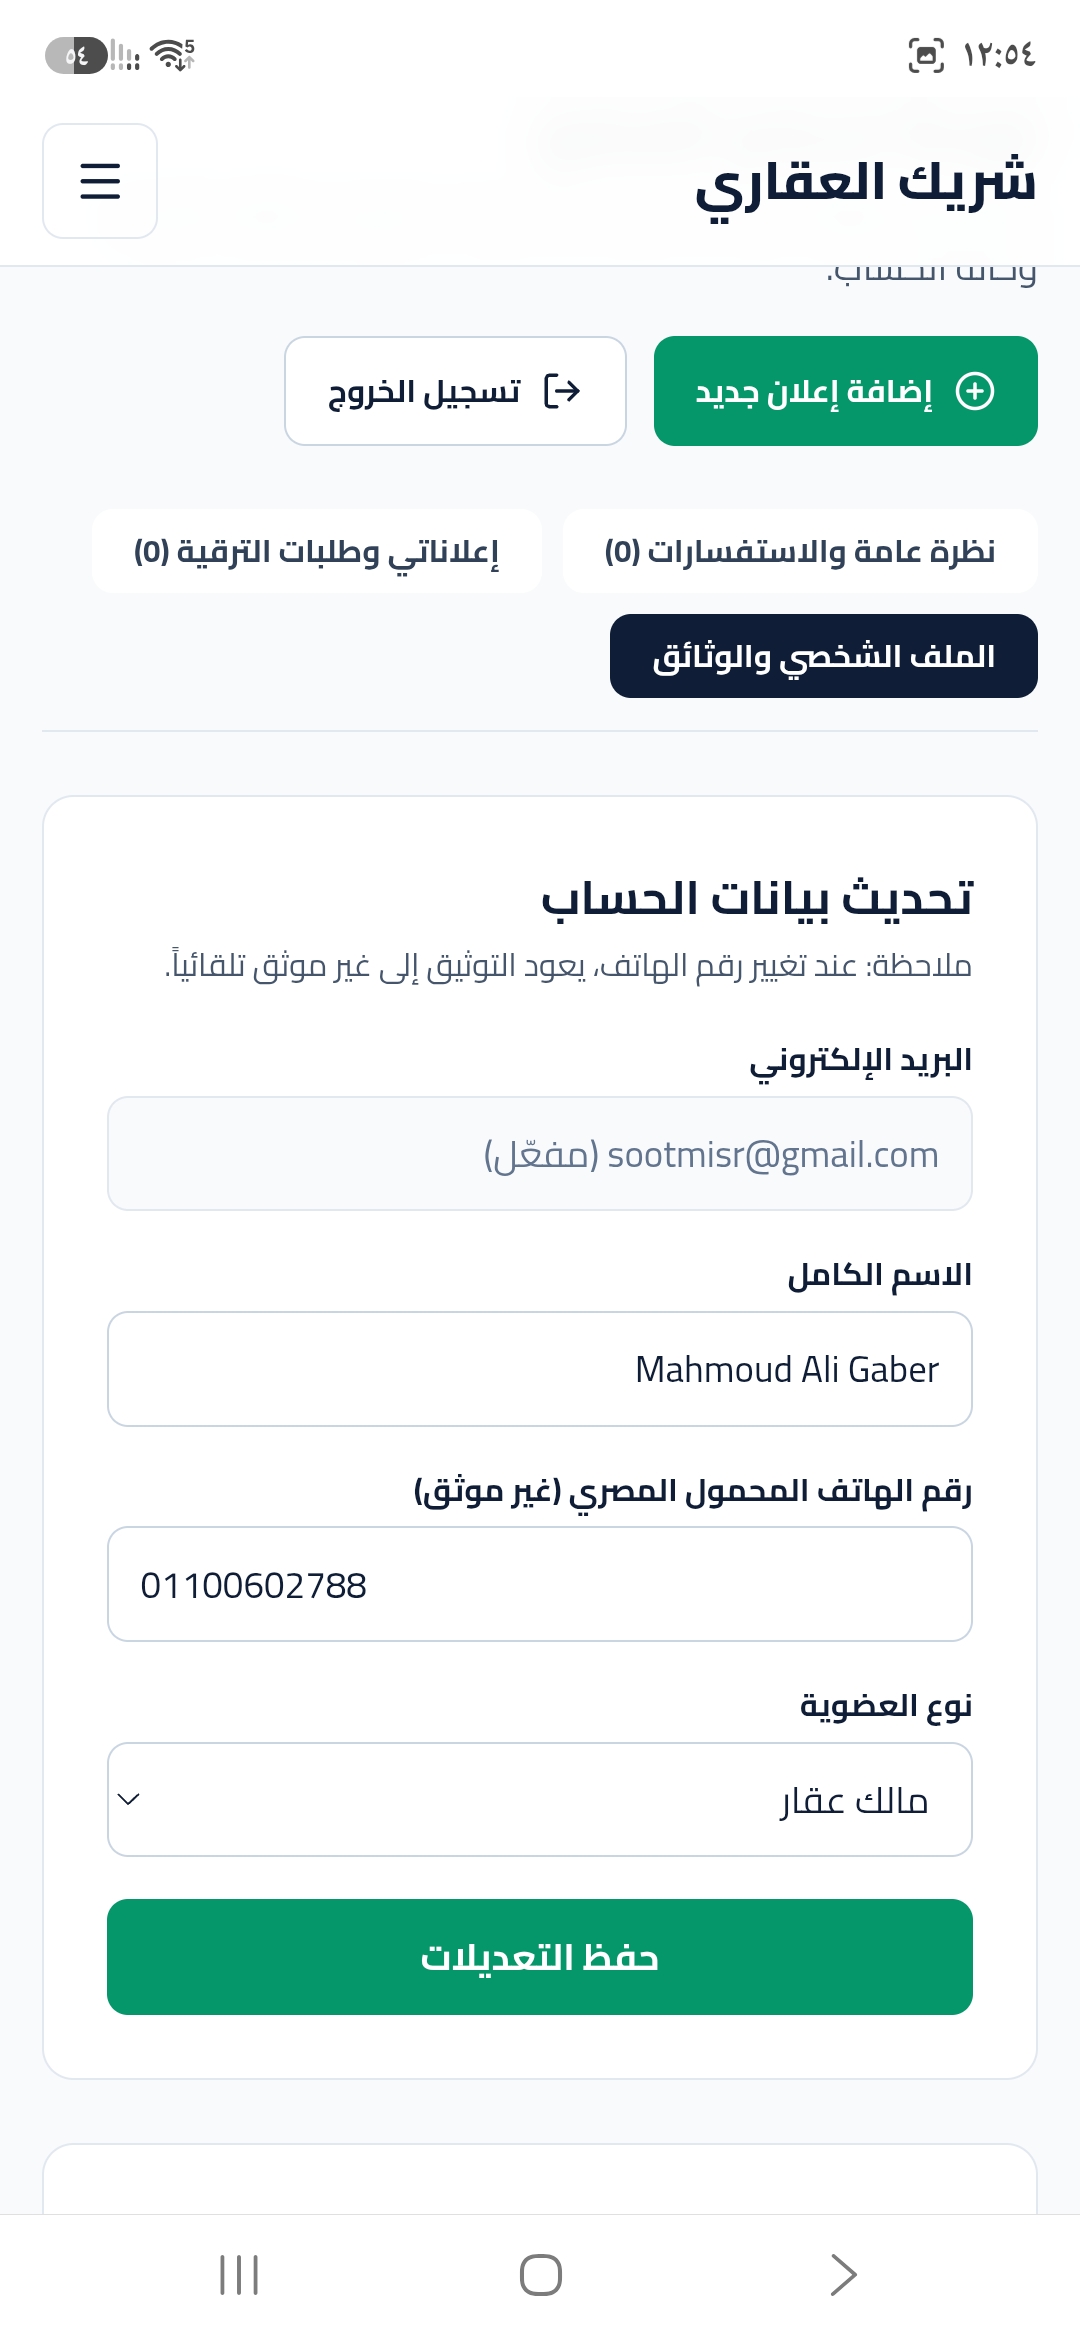 ١٢:٥٤
5
٥٤
شريك العقاري
وحالة الحساب.
إضافة إعلان جديد
تسجيل الخروج
نظرة عامة والاستفسارات (0)
إعلاناتي وطلبات الترقية (0)
الملف الشخصي والوثائق
تحديث بيانات الحساب
ملاحظة: عند تغيير رقم الهاتف، يعود التوثيق إلى غير موثق تلقائياً.
البريد الإلكتروني
sootmisr@gmail.com (مفعّل)
الاسم الكامل
Mahmoud Ali Gaber
رقم الهاتف المحمول المصري (غير موثق)
01100602788
نوع العضوية
مالك عقار
حفظ التعديلات